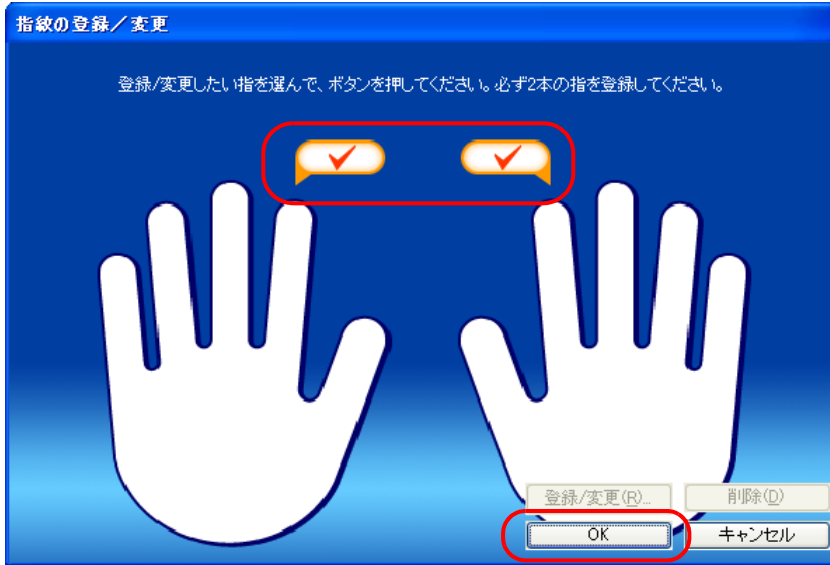 指紋の登録／変更
登録/変更したい指を選んで、ボタンを押してください。必ず2本の指を登録してください。
登録/変更(R)... 削除(D)
OK キャンセル